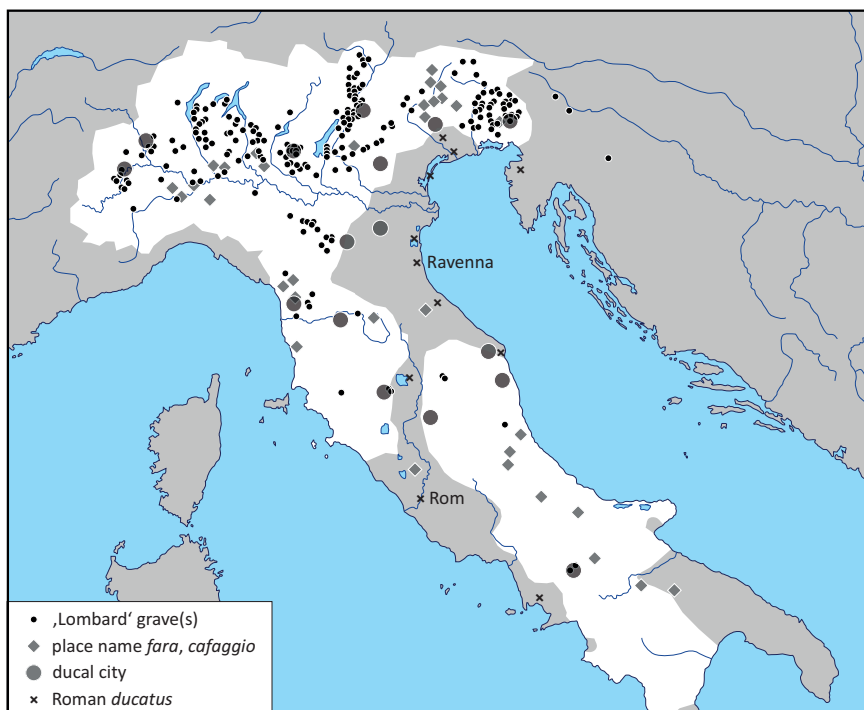 Ravenna
Rom
‚Lombard‘ grave(s)
place name fara, cafaggio
ducal city
Roman ducatus